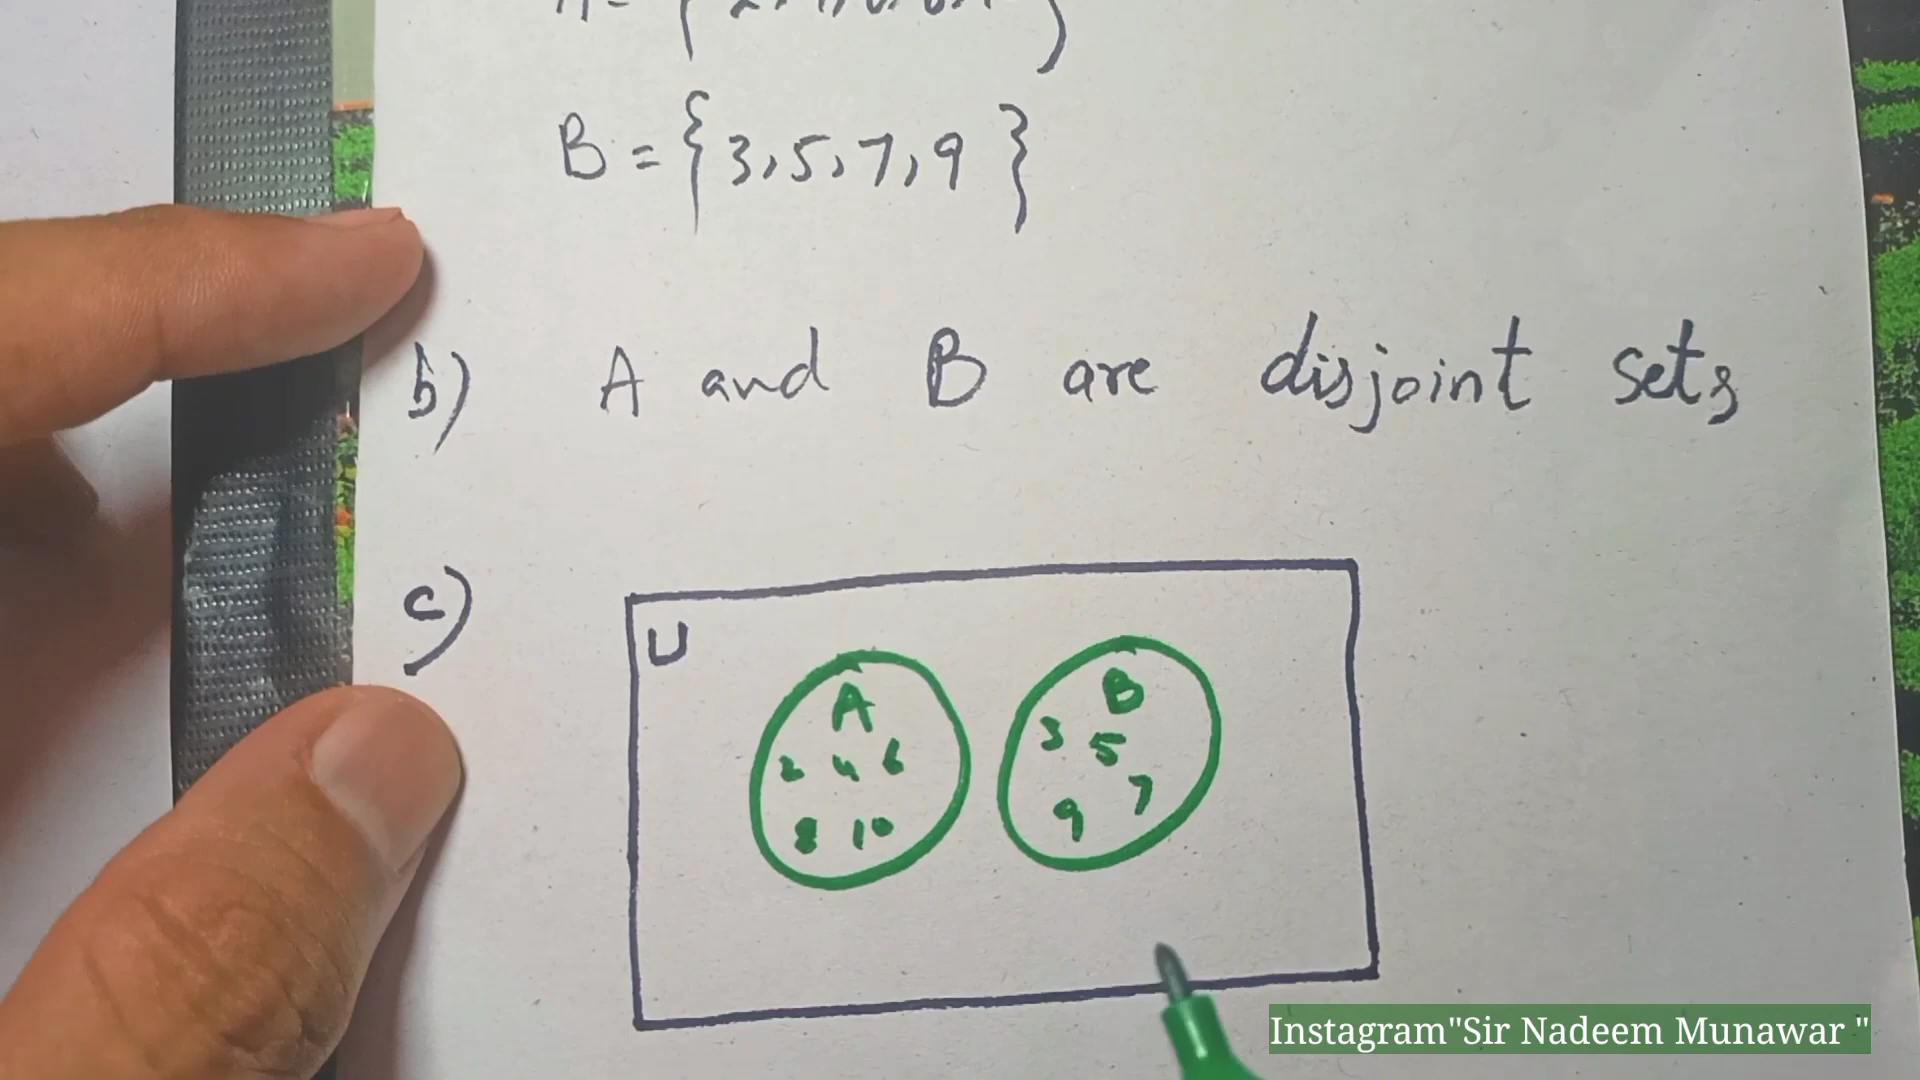 B = { 3, 5, 7, 9 }
b) A and B are disjoint sets
c)
U
A
2 4 6
8 10
B
3 5
9 7
Instagram"Sir Nadeem Munawar "